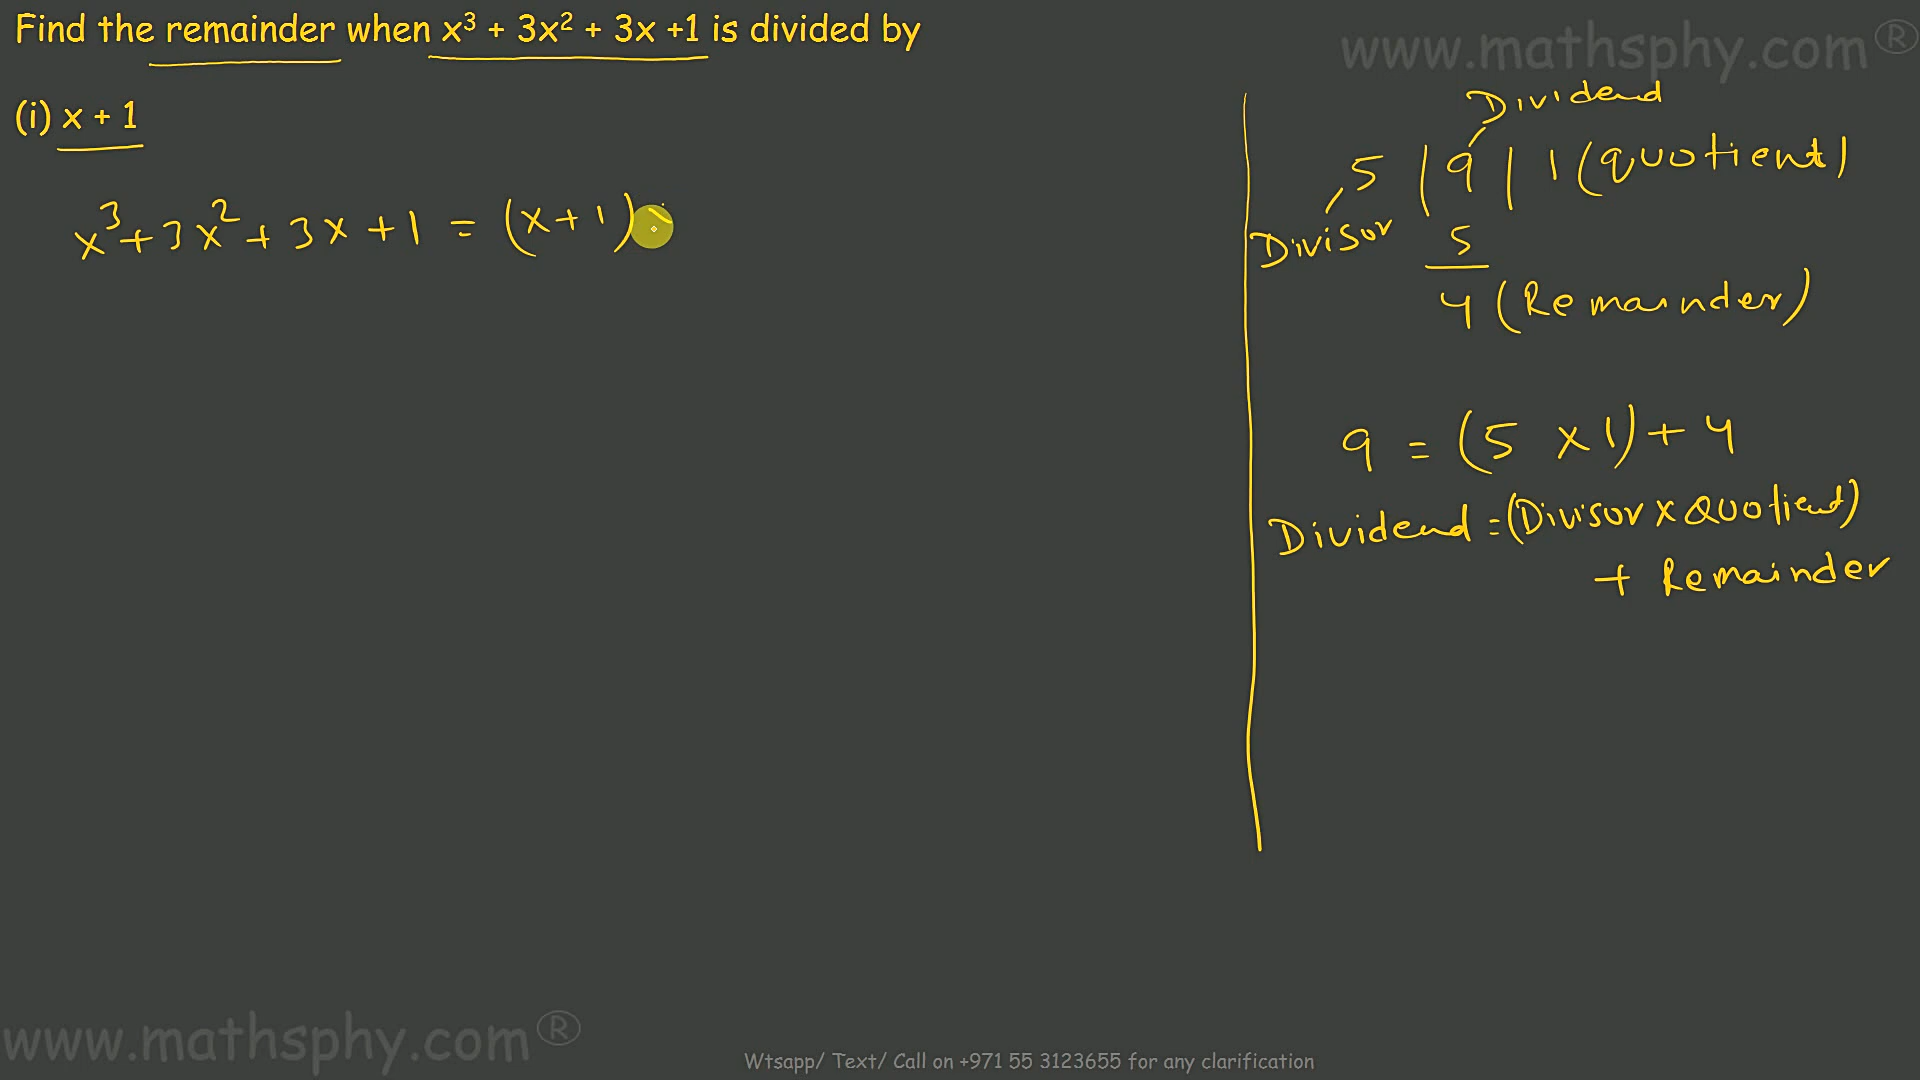 Find the remainder when x³ + 3x² + 3x +1 is divided by
(i) x + 1
x³ + 3x² + 3x + 1 = (x + 1) ×
www.mathsphy.com®
Dividend
5 | 9 | 1 (quotient)
Divisor
5
4 (Remainder)
9 = (5 × 1) + 4
Dividend = (Divisor × Quotient)
+ Remainder
www.mathsphy.com®
Wtsapp/ Text/ Call on +971 55 3123655 for any clarification